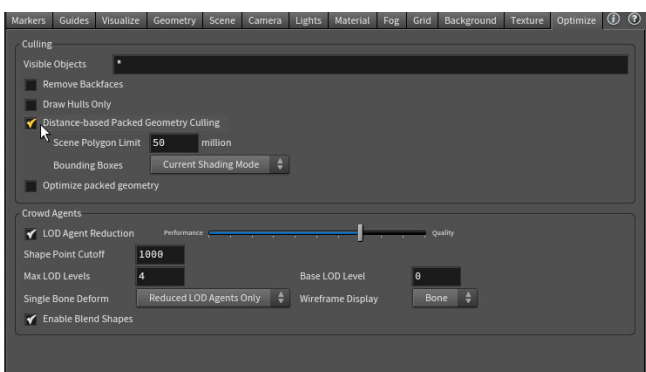 Markers Guides Visualize Geometry Scene Camera Lights Material Fog Grid Background Texture Optimize i ?
Culling
Visible Objects *
Remove Backfaces
Draw Hulls Only
Distance-based Packed Geometry Culling
Scene Polygon Limit 50 million
Bounding Boxes Current Shading Mode
Optimize packed geometry
Crowd Agents
LOD Agent Reduction Performance Quality
Shape Point Cutoff 1000
Max LOD Levels 4 Base LOD Level 0
Single Bone Deform Reduced LOD Agents Only Wireframe Display Bone
Enable Blend Shapes